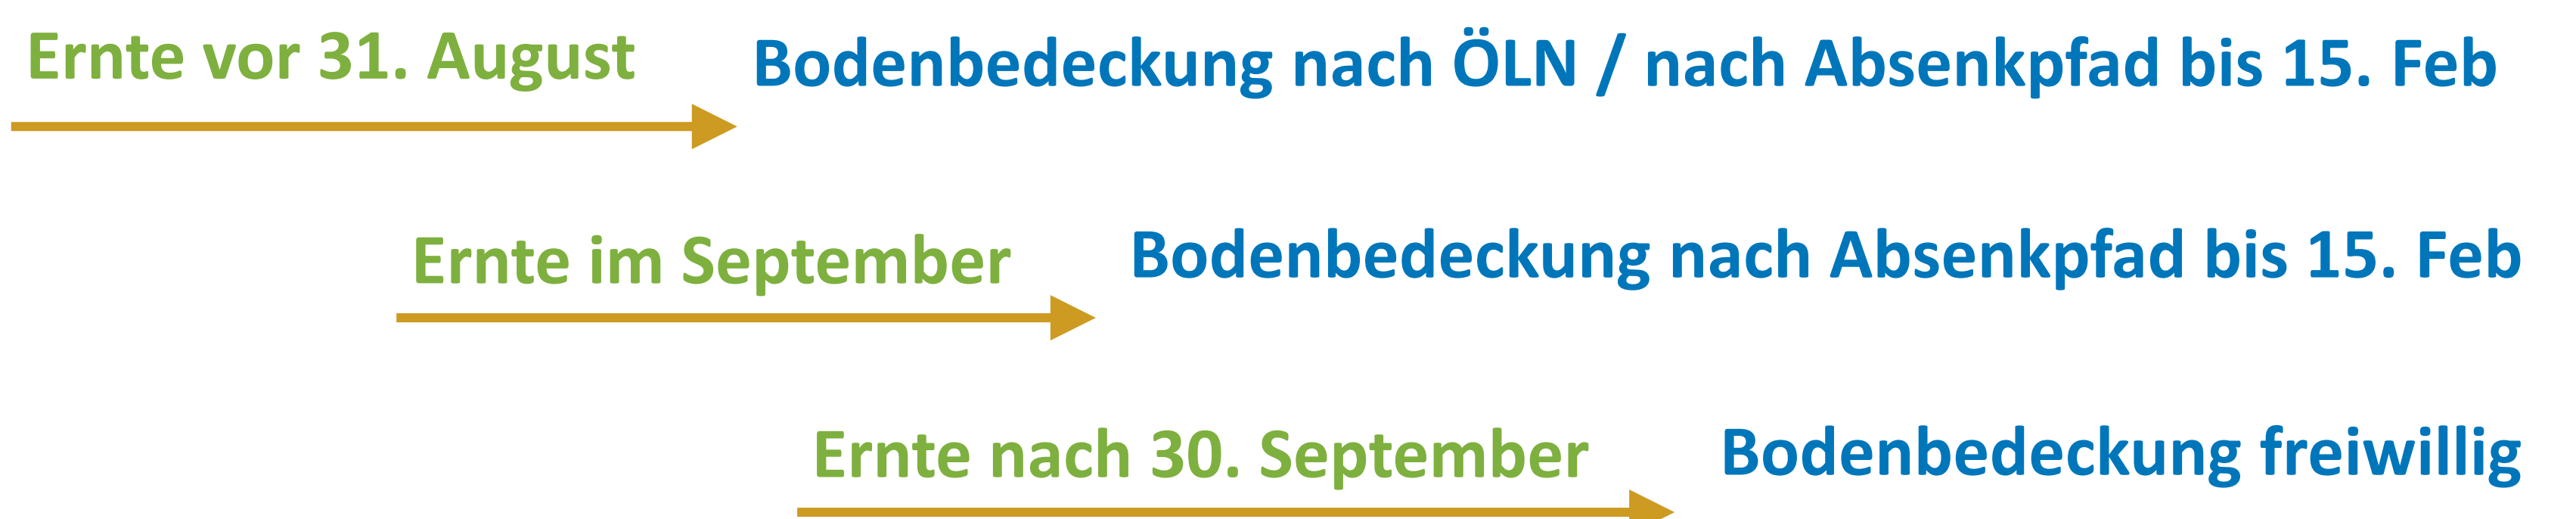 Ernte vor 31. August
Bodenbedeckung nach ÖLN / nach Absenkpfad bis 15. Feb
Ernte im September
Bodenbedeckung nach Absenkpfad bis 15. Feb
Ernte nach 30. September
Bodenbedeckung freiwillig